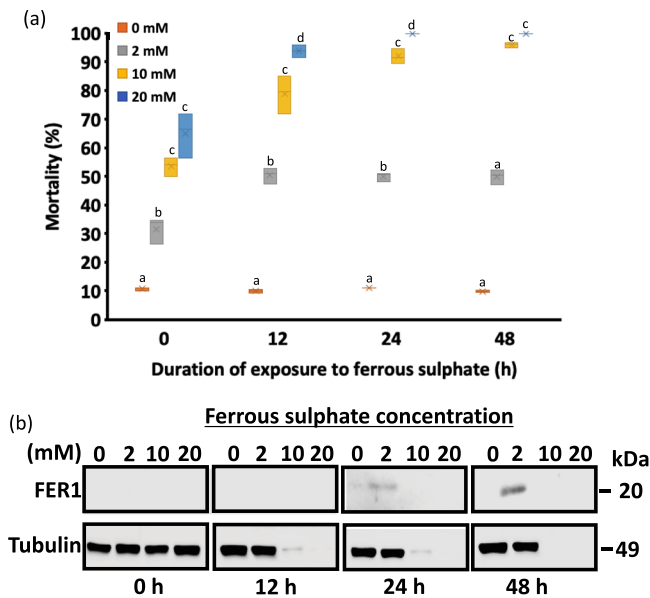 (a)
100
90
80
70
60
50
40
30
20
10
0
Mortality (%)
0 mM
2 mM
10 mM
20 mM
a
b
c
c
a
b
c
d
a
b
c
d
a
a
c
c
0 12 24 48
Duration of exposure to ferrous sulphate (h)
(b)
Ferrous sulphate concentration
(mM) 0 2 10 20 0 2 10 20 0 2 10 20 0 2 10 20 kDa
FER1 – 20
Tubulin –49
0 h 12 h 24 h 48 h